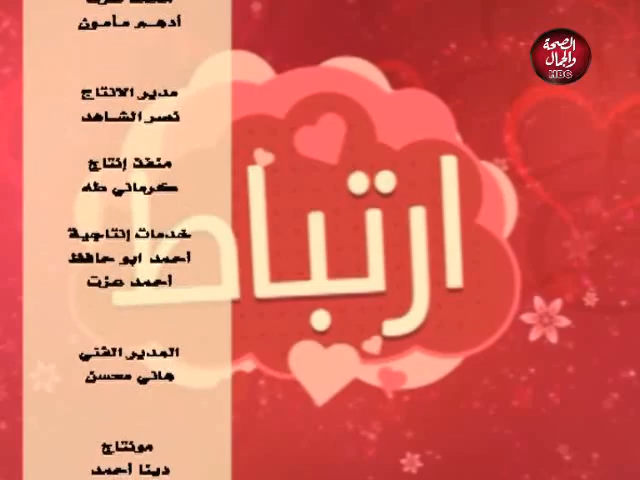 أدهم مأمون
مدير الانتاج
نصر الشاهد
منفذ إنتاج
كرماني طه
خدمات إنتاجية
أحمد ابو حافظ
أحمد عزت
المدير الفني
هاني محسن
مونتاج
دينا أحمد
ارتباط
الصحة
والجمال
HBC